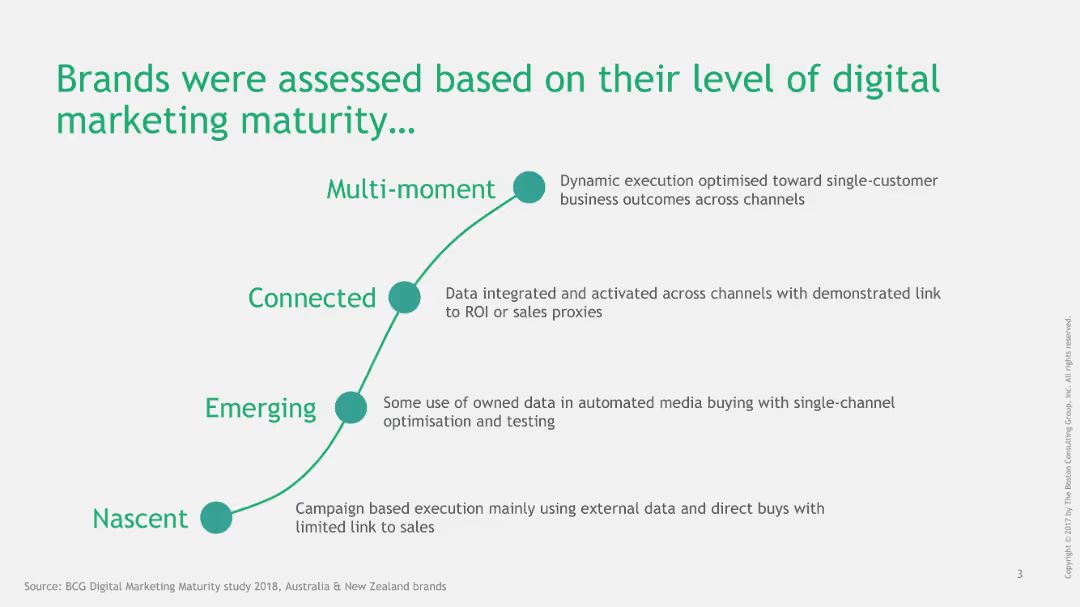 Brands were assessed based on their level of digital
marketing maturity...
Multi-moment
Dynamic execution optimised toward single-customer
business outcomes across channels
Connected
Data integrated and activated across channels with demonstrated link
to ROI or sales proxies
Emerging
Some use of owned data in automated media buying with single-channel
optimisation and testing
Nascent
Campaign based execution mainly using external data and direct buys with
limited link to sales
Source: BCG Digital Marketing Maturity study 2018, Australia & New Zealand brands
3
Copyright © 2017 by The Boston Consulting Group, Inc. All rights reserved.